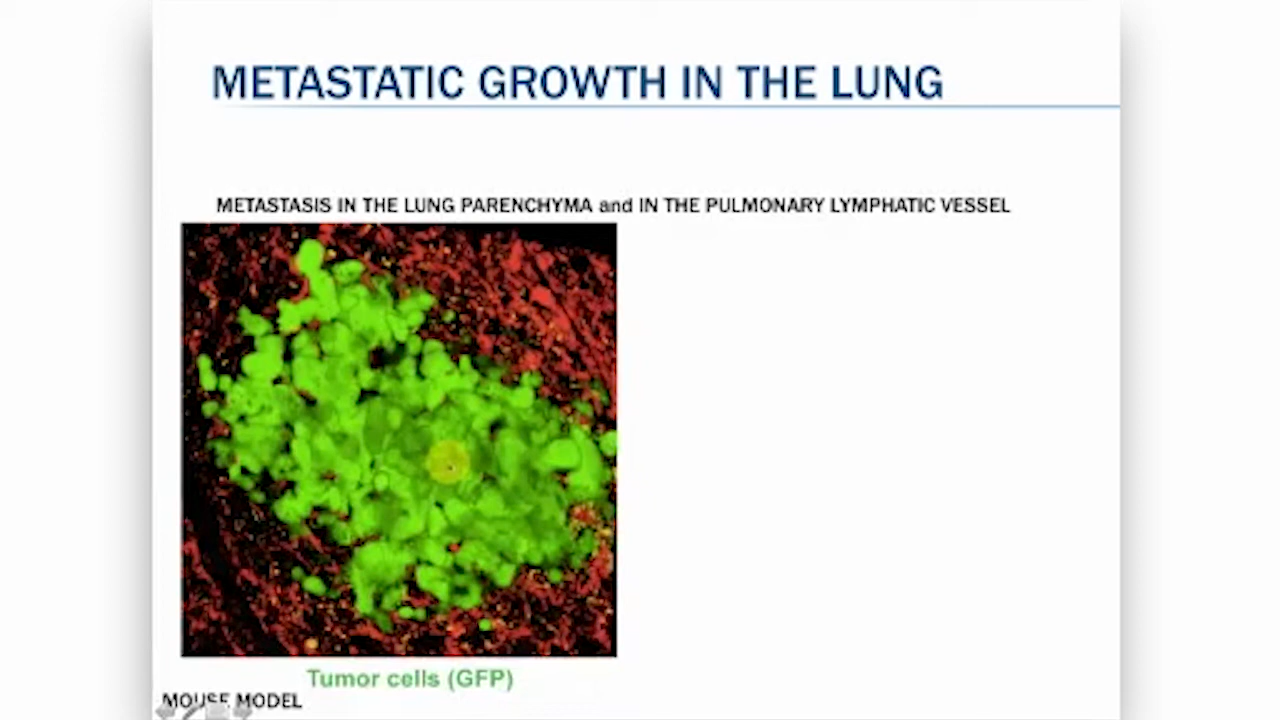 METASTATIC GROWTH IN THE LUNG
METASTASIS IN THE LUNG PARENCHYMA and IN THE PULMONARY LYMPHATIC VESSEL
Tumor cells (GFP)
MOUSE MODEL